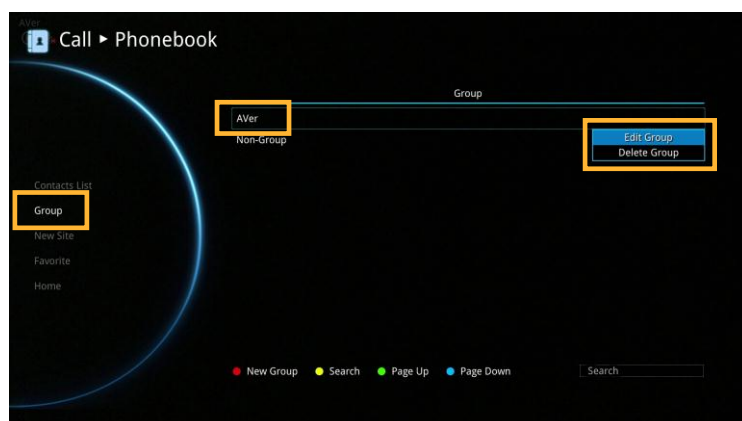 AVer
Call ▸ Phonebook
Group
AVer
Non-Group
Edit Group
Delete Group
Contacts List
Group
New Site
Favorite
Home
New Group Search Page Up Page Down Search